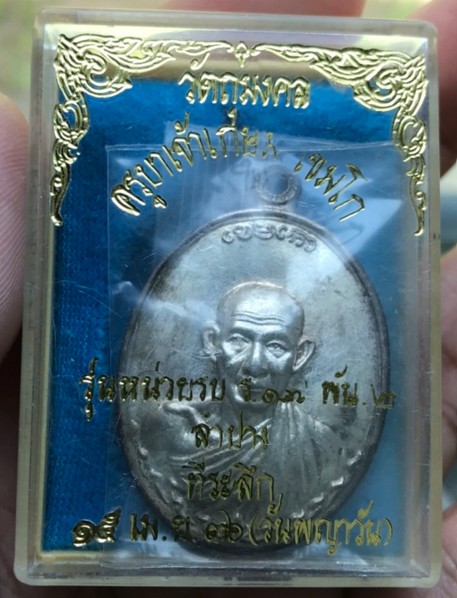 วัตถุมงคล
ครูบาเจ้าเกษม เขมโก
รุ่นหน่วยรบ ร.๑๗ พัน.๒
ลำปาง
ที่ระลึก
๑๕ เม.ย.๓๖ (วันพญาวัน)